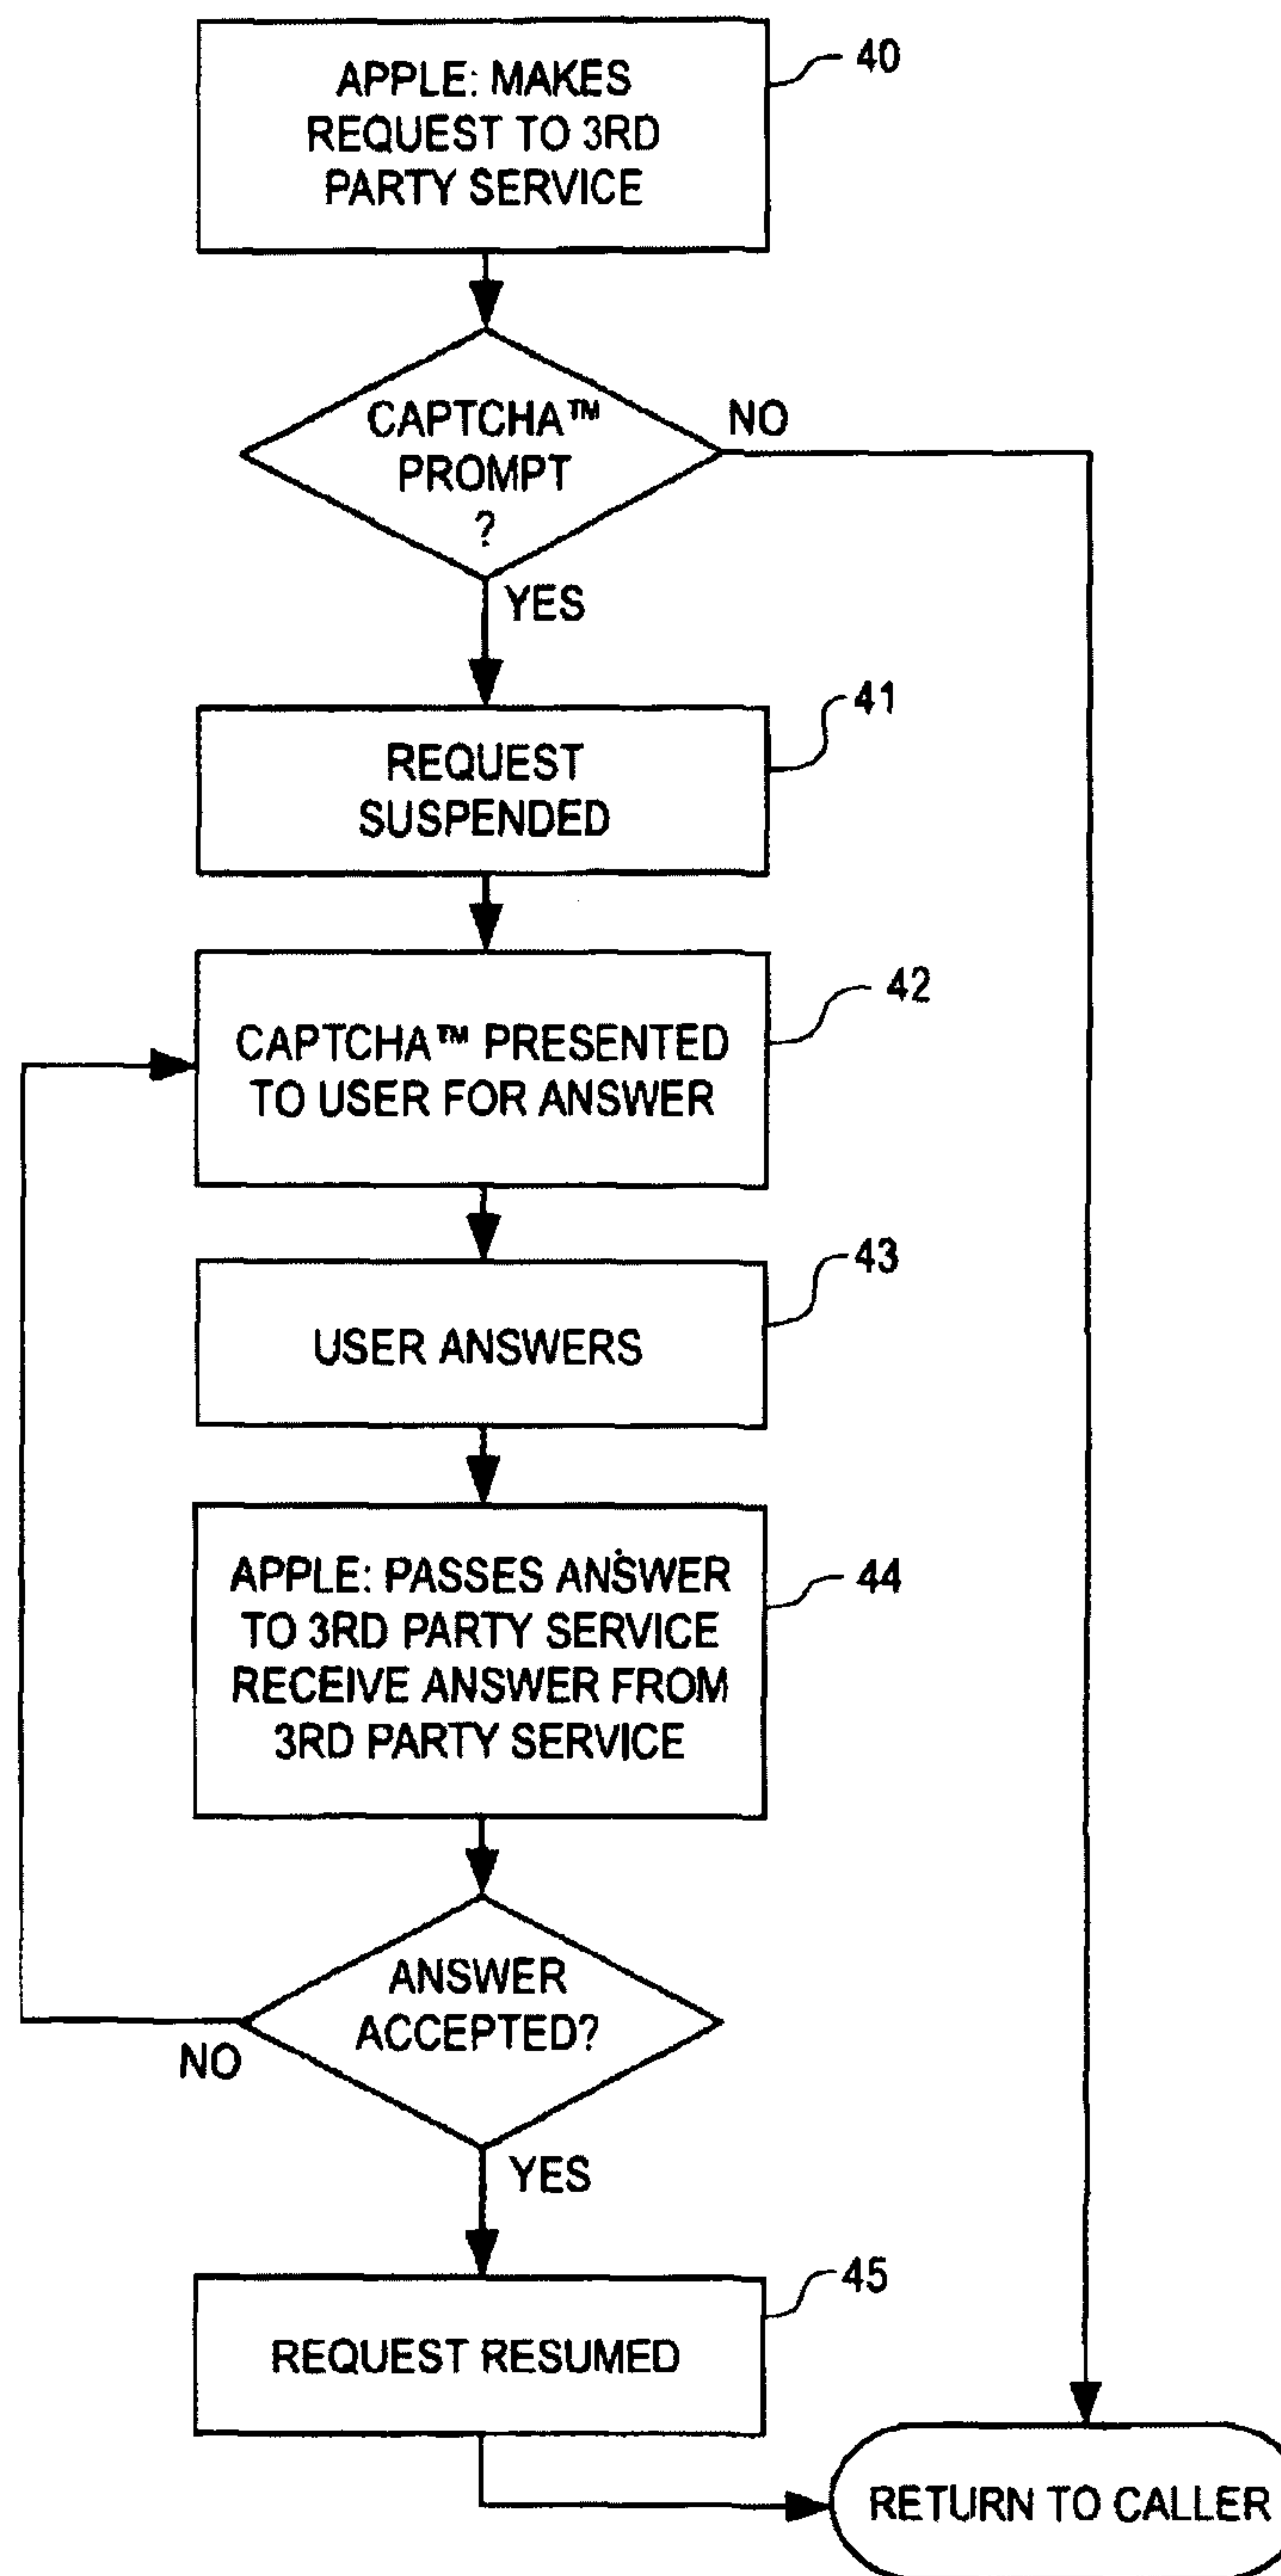 APPLE: MAKES
REQUEST TO 3RD
PARTY SERVICE
40
CAPTCHA™
PROMPT
?
NO
YES
REQUEST
SUSPENDED
41
CAPTCHA™ PRESENTED
TO USER FOR ANSWER
42
USER ANSWERS
43
APPLE: PASSES ANSWER
TO 3RD PARTY SERVICE
RECEIVE ANSWER FROM
3RD PARTY SERVICE
44
ANSWER
ACCEPTED?
NO
YES
REQUEST RESUMED
45
RETURN TO CALLER